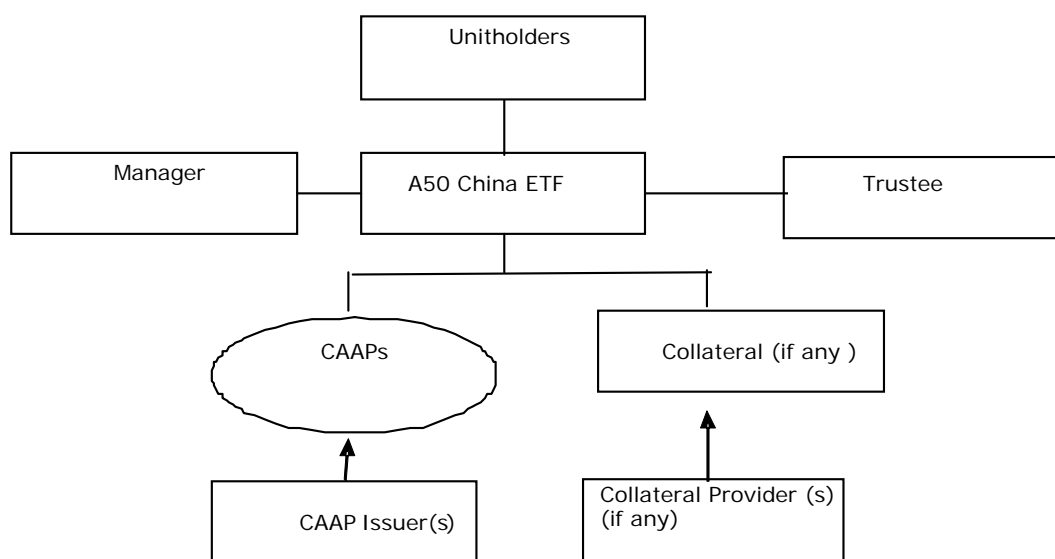 Unitholders
Manager
A50 China ETF
Trustee
CAAPs
Collateral (if any )
CAAP Issuer(s)
Collateral Provider (s)
(if any)